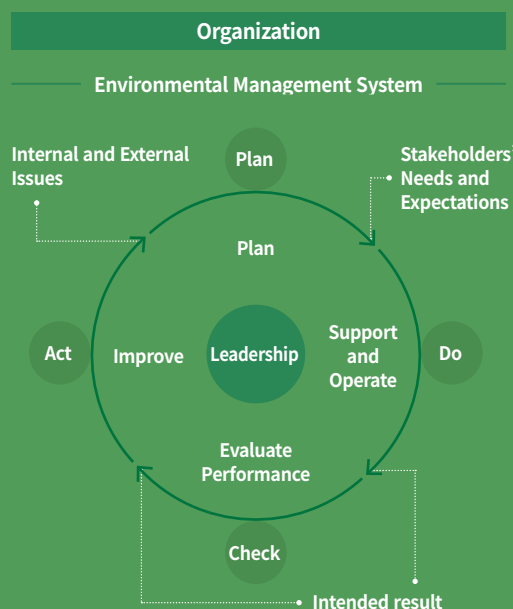 Organization
Environmental Management System
Internal and External
Issues
Plan
Stakeholders'
Needs and
Expectations
Plan
Act
Improve
Leadership
Support
and
Operate
Do
Evaluate
Performance
Check
Intended result